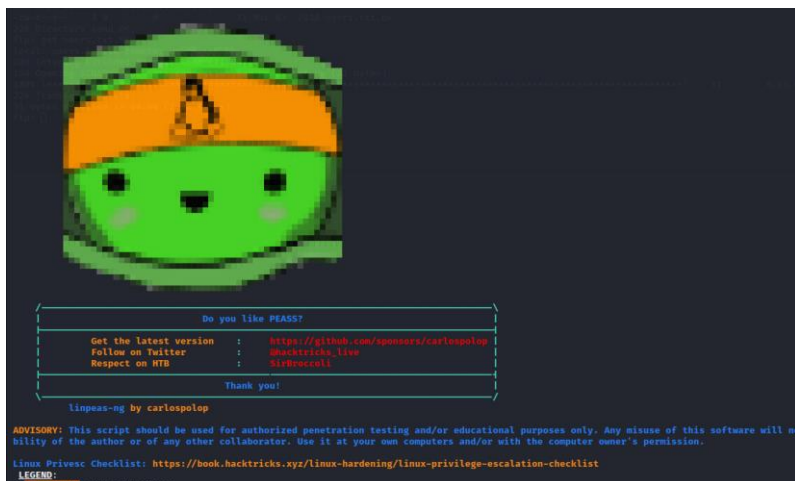 Do you like PEASS?
Get the latest version : https://github.com/sponsors/carlospolop
Follow on Twitter : @hacktricks_live
Respect on HTB : SirBroccoli
Thank you!
linpeas-ng by carlospolop
ADVISORY: This script should be used for authorized penetration testing and/or educational purposes only. Any misuse of this software will no
bility of the author or of any other collaborator. Use it at your own computers and/or with the computer owner's permission.
Linux Privesc Checklist: https://book.hacktricks.xyz/linux-hardening/linux-privilege-escalation-checklist
LEGEND: